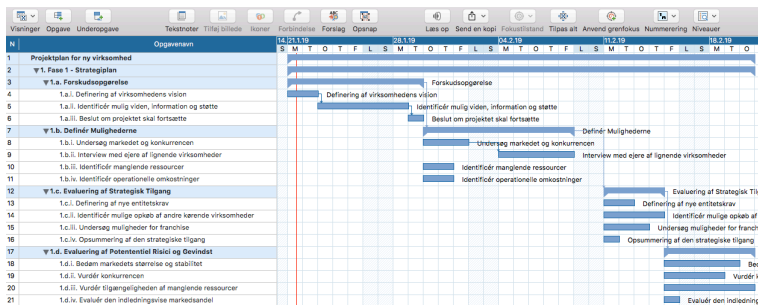 Visninger Opgave Underopgave Tekstnoter Tilføj billede Ikoner Forbindelse Forslag Opsnap Læs op Send en kopi Fokustilstand Tilpas alt Anvend grenfokus Nummerering Niveauer
N Opgavenavn 14. 21.1.19 28.1.19 04.2.19 11.2.19 18.2.19
S M T O T F L S M T O T F L S M T O T F L S M T O T F L S M T O
1 Projektplan for ny virksomhed
2 1. Fase 1 - Strategiplan
3 1.a. Forskudsopgørelse Forskudsopgørelse
4 1.a.i. Definering af virksomhedens vision Definering af virksomhedens vision
5 1.a.ii. Identificér mulig viden, information og støtte Identificér mulig viden, information og støtte
6 1.a.iii. Beslut om projektet skal fortsætte Beslut om projektet skal fortsætte
7 1.b. Definér Mulighederne Definér Mulighederne
8 1.b.i. Undersøg markedet og konkurrencen Undersøg markedet og konkurrencen
9 1.b.ii. Interview med ejere af lignende virksomheder Interview med ejere af lignende virksomheder
10 1.b.iii. Identificér manglende ressourcer Identificér manglende ressourcer
11 1.b.iv. Identificér operationelle omkostninger Identificér operationelle omkostninger
12 1.c. Evaluering af Strategisk Tilgang Evaluering af Strategisk Til
13 1.c.i. Definering af nye entitetskrav Definering af nye entitetskrav
14 1.c.ii. Identificér mulige opkøb af andre kørende virksomheder Identificér mulige opkøb af
15 1.c.iii. Undersøg muligheder for franchise Undersøg muligheder for franch
16 1.c.iv. Opsummering af den strategiske tilgang Opsummering af den strategiske tilgang
17 1.d. Evaluering af Potententiel Risici og Gevindst
18 1.d.i. Bedøm markedets størrelse og stabilitet Bed
19 1.d.ii. Vurdér konkurrencen Vurdér k
20 1.d.iii. Vurdér tilgængeligheden af manglende ressourcer
21 1.d.iv. Evaluér den indledningsvise markedsandel Evaluér den indledning